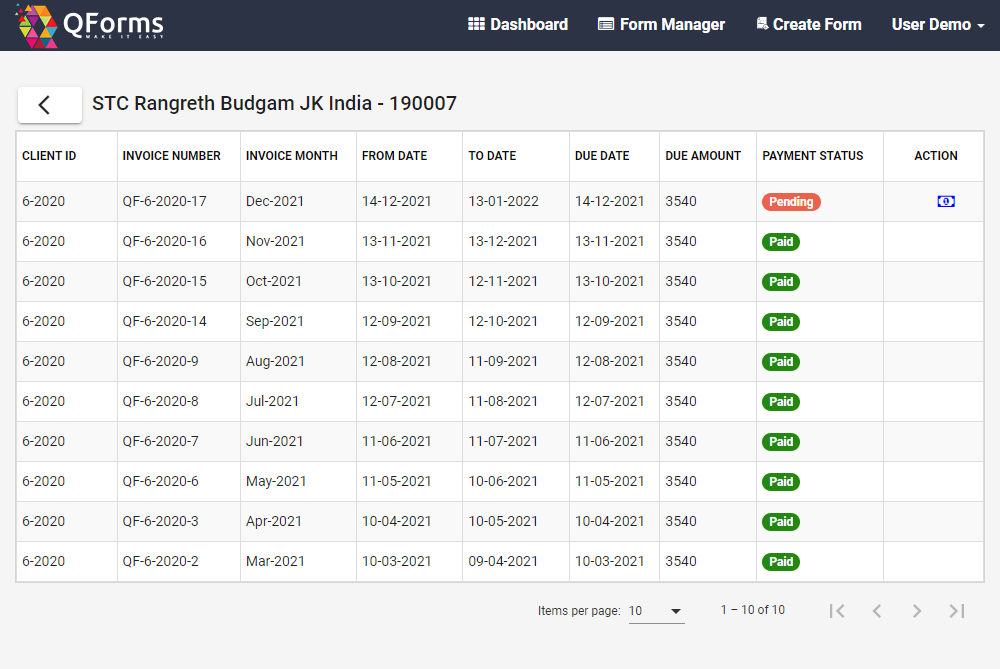 QForms
MAKE IT EASY
Dashboard Form Manager Create Form User Demo
STC Rangreth Budgam JK India - 190007
CLIENT ID INVOICE NUMBER INVOICE MONTH FROM DATE TO DATE DUE DATE DUE AMOUNT PAYMENT STATUS ACTION
6-2020 QF-6-2020-17 Dec-2021 14-12-2021 13-01-2022 14-12-2021 3540 Pending
6-2020 QF-6-2020-16 Nov-2021 13-11-2021 13-12-2021 13-11-2021 3540 Paid
6-2020 QF-6-2020-15 Oct-2021 13-10-2021 12-11-2021 13-10-2021 3540 Paid
6-2020 QF-6-2020-14 Sep-2021 12-09-2021 12-10-2021 12-09-2021 3540 Paid
6-2020 QF-6-2020-9 Aug-2021 12-08-2021 11-09-2021 12-08-2021 3540 Paid
6-2020 QF-6-2020-8 Jul-2021 12-07-2021 11-08-2021 12-07-2021 3540 Paid
6-2020 QF-6-2020-7 Jun-2021 11-06-2021 11-07-2021 11-06-2021 3540 Paid
6-2020 QF-6-2020-6 May-2021 11-05-2021 10-06-2021 11-05-2021 3540 Paid
6-2020 QF-6-2020-3 Apr-2021 10-04-2021 10-05-2021 10-04-2021 3540 Paid
6-2020 QF-6-2020-2 Mar-2021 10-03-2021 09-04-2021 10-03-2021 3540 Paid
Items per page: 10 1 – 10 of 10